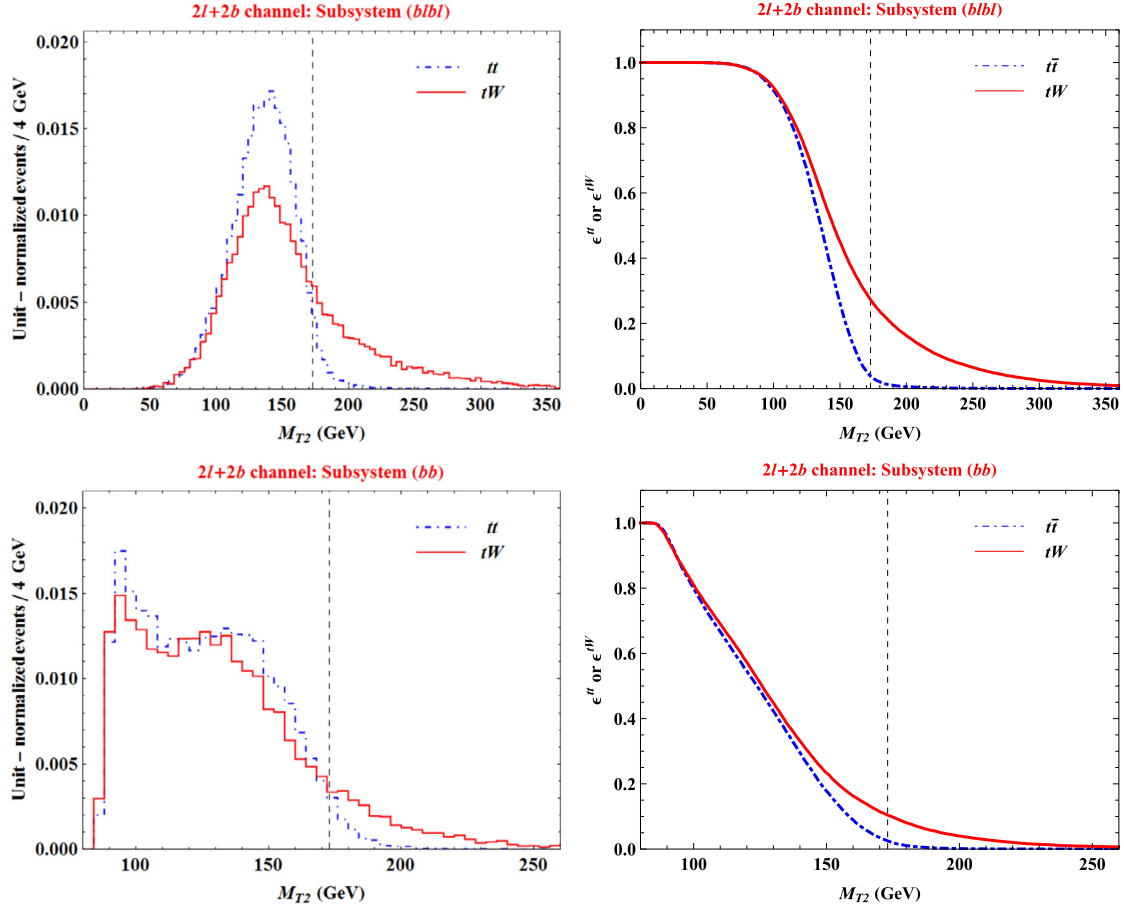 2l+2b channel: Subsystem (blbl)
Unit – normalized events / 4 GeV
0.020
0.015
0.010
0.005
0.000
tt
tW
0 50 100 150 200 250 300 350
M_T2 (GeV)
2l+2b channel: Subsystem (blbl)
ϵ^tt or ϵ^tW
1.0
0.8
0.6
0.4
0.2
0.0
tt̄
tW
0 50 100 150 200 250 300 350
M_T2 (GeV)
2l+2b channel: Subsystem (bb)
Unit – normalized events / 4 GeV
0.020
0.015
0.010
0.005
0.000
tt
tW
100 150 200 250
M_T2 (GeV)
2l+2b channel: Subsystem (bb)
ϵ^tt or ϵ^tW
1.0
0.8
0.6
0.4
0.2
0.0
tt̄
tW
100 150 200 250
M_T2 (GeV)